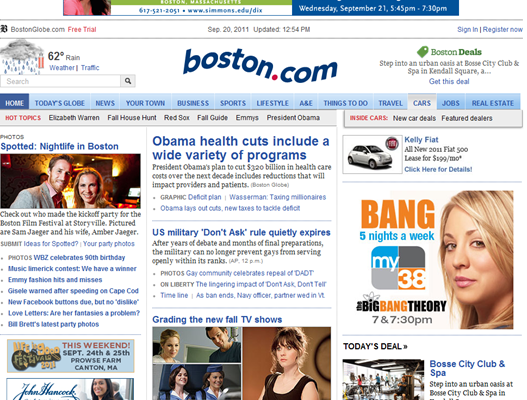 BOSTON, MASSACHUSETTS
617-521-2051 • www.simmons.edu/dix
Wednesday, September 21, 5:45pm - 7:30pm
B BostonGlobe.com Free Trial
Sep. 20, 2011 Updated: 12:54 PM
Sign In | Register now
62° Rain
Weather | Traffic
Search
boston.com
Boston Deals
Step into an urban oasis at Bosse City Club &
Spa in Kendall Square, a...
Get this deal
HOME TODAY'S GLOBE NEWS YOUR TOWN BUSINESS SPORTS LIFESTYLE A&E THINGS TO DO TRAVEL CARS JOBS REAL ESTATE
HOT TOPICS Elizabeth Warren Fall House Hunt Red Sox Fall Guide Emmys President Obama
INSIDE CARS: New car deals Featured dealers
PHOTOS
Spotted: Nightlife in Boston
Check out who made the kickoff party for the
Boston Film Festival at Storyville. Pictured
are Sam Jaeger and his wife, Amber Jaeger.
SUBMIT Ideas for Spotted? | Your party photos
PHOTOS WBZ celebrates 90th birthday
Music limerick contest: We have a winner
Emmy fashion hits and misses
Gisele warned after speeding on Cape Cod
New Facebook buttons due, but no 'dislike'
Love Letters: Are her fantasies a problem?
Bill Brett's latest party photos
THIS WEEKEND!
SEPT. 24th & 25th
PROWSE FARM
CANTON, MA
John Hancock
Obama health cuts include a
wide variety of programs
President Obama's plan to cut $320 billion in health care
costs over the next decade includes reductions that will
impact providers and patients. (Boston Globe)
GRAPHIC Deficit plan | Wasserman: Taxing millionaires
Obama lays out cuts, new taxes to tackle deficit
US military 'Don't Ask' rule quietly expires
After years of debate and months of final preparations,
the military can no longer prevent gays from serving
openly within its ranks. (AP, 12 p.m.)
PHOTOS Gay community celebrates repeal of 'DADT'
ON LIBERTY The lingering impact of 'Don't Ask, Don't Tell'
Time line | As ban ends, Navy officer, partner wed in Vt.
Grading the new fall TV shows
Kelly Fiat
All New 2011 Fiat 500
Lease for $199/mo*
Click Here for Details!
BANG
5 nights a week
my
38
the BIG BANG THEORY
7 & 7:30pm
TODAY'S DEAL »
Bosse City Club &
Spa
Step into an urban oasis at